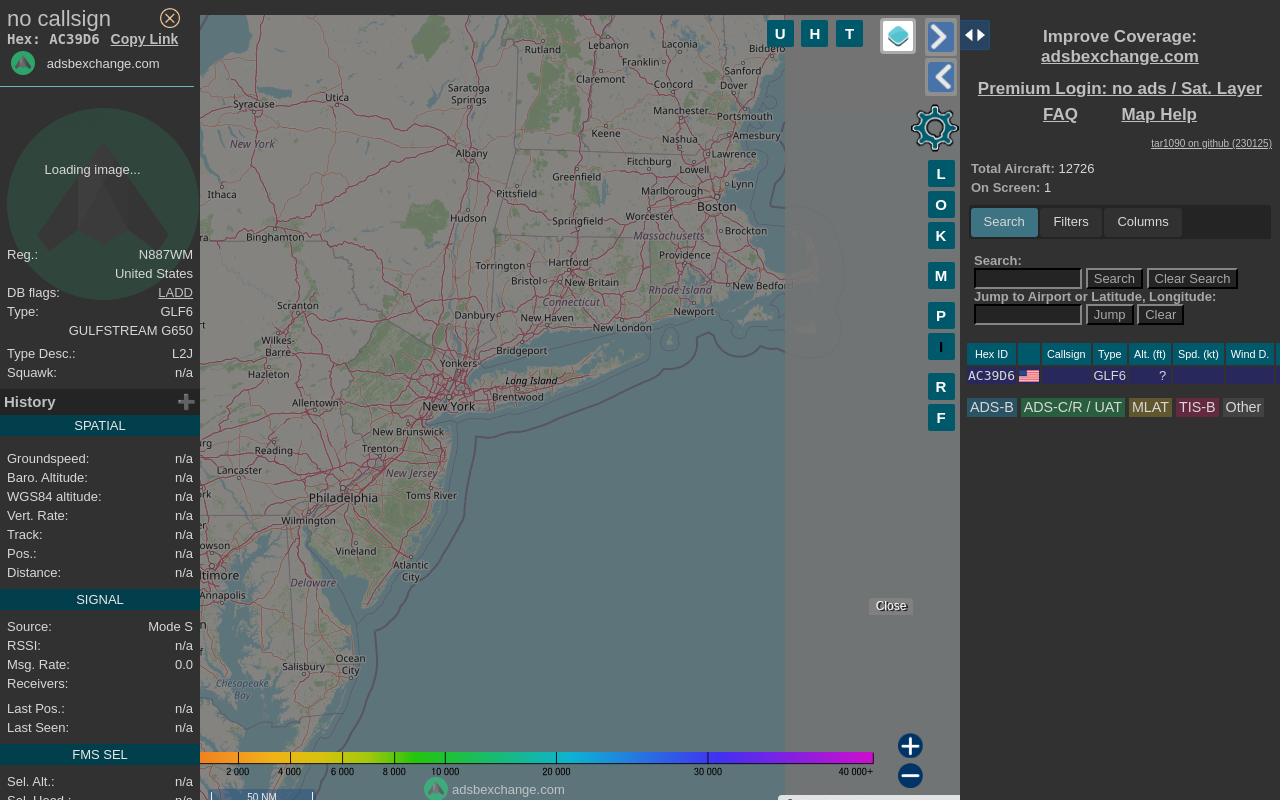 no callsign
Hex: AC39D6 Copy Link
adsbexchange.com
Loading image...
Reg.: N887WM
United States
DB flags: LADD
Type: GLF6
GULFSTREAM G650
Type Desc.: L2J
Squawk: n/a
History
SPATIAL
Groundspeed: n/a
Baro. Altitude: n/a
WGS84 altitude: n/a
Vert. Rate: n/a
Track: n/a
Pos.: n/a
Distance: n/a
SIGNAL
Source: Mode S
RSSI: n/a
Msg. Rate: 0.0
Receivers:
Last Pos.: n/a
Last Seen: n/a
FMS SEL
Sel. Alt.: n/a
Sel. Head.: n/a
U H T
L
O
K
M
P
I
R
F
Rutland
Lebanon
Laconia
Franklin
Sanford
Claremont
Concord
Dover
Syracuse
Utica
Saratoga
Springs
Manchester
Portsmouth
Keene
Nashua
Amesbury
New York
Albany
Fitchburg
Lawrence
Greenfield
Lowell
Ithaca
Pittsfield
Marlborough
Lynn
Boston
Hudson
Springfield
Worcester
Binghamton
Massachusetts
Brockton
Torrington
Hartford
Providence
Bristol
New Britain
Rhode Island
New Bedford
Scranton
Connecticut
Danbury
New Haven
Newport
New London
Wilkes-
Barre
Bridgeport
Hazleton
Yonkers
Long Island
Allentown
New York
Brentwood
New Brunswick
Reading
Trenton
Lancaster
New Jersey
Philadelphia
Toms River
Wilmington
Vineland
Atlantic
City
Delaware
Annapolis
Salisbury
Ocean
City
Chesapeake
Bay
Close
2 000 4 000 6 000 8 000 10 000 20 000 30 000 40 000+
adsbexchange.com
50 NM
Improve Coverage:
adsbexchange.com
Premium Login: no ads / Sat. Layer
FAQ Map Help
tar1090 on github (230125)
Total Aircraft: 12726
On Screen: 1
Search Filters Columns
Search:
Search Clear Search
Jump to Airport or Latitude, Longitude:
Jump Clear
Hex ID Callsign Type Alt. (ft) Spd. (kt) Wind D.
AC39D6 GLF6 ?
ADS-B ADS-C/R / UAT MLAT TIS-B Other